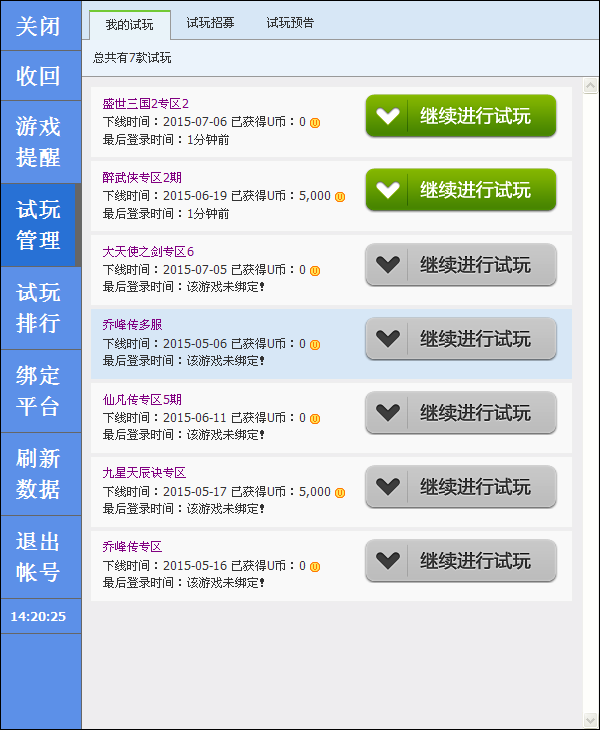 关闭
收回
游戏
提醒
试玩
管理
试玩
排行
绑定
平台
刷新
数据
退出
帐号
14:20:25
我的试玩 试玩招募 试玩预告
总共有7款试玩
盛世三国2专区2
下线时间：2015-07-06 已获得U币：0
最后登录时间：1分钟前
继续进行试玩
醉武侠专区2期
下线时间：2015-06-19 已获得U币：5,000
最后登录时间：1分钟前
继续进行试玩
大天使之剑专区6
下线时间：2015-07-05 已获得U币：0
最后登录时间：该游戏未绑定！
继续进行试玩
乔峰传多服
下线时间：2015-05-06 已获得U币：0
最后登录时间：该游戏未绑定！
继续进行试玩
仙凡传专区5期
下线时间：2015-06-11 已获得U币：0
最后登录时间：该游戏未绑定！
继续进行试玩
九星天辰诀专区
下线时间：2015-05-17 已获得U币：5,000
最后登录时间：该游戏未绑定！
继续进行试玩
乔峰传专区
下线时间：2015-05-16 已获得U币：0
最后登录时间：该游戏未绑定！
继续进行试玩